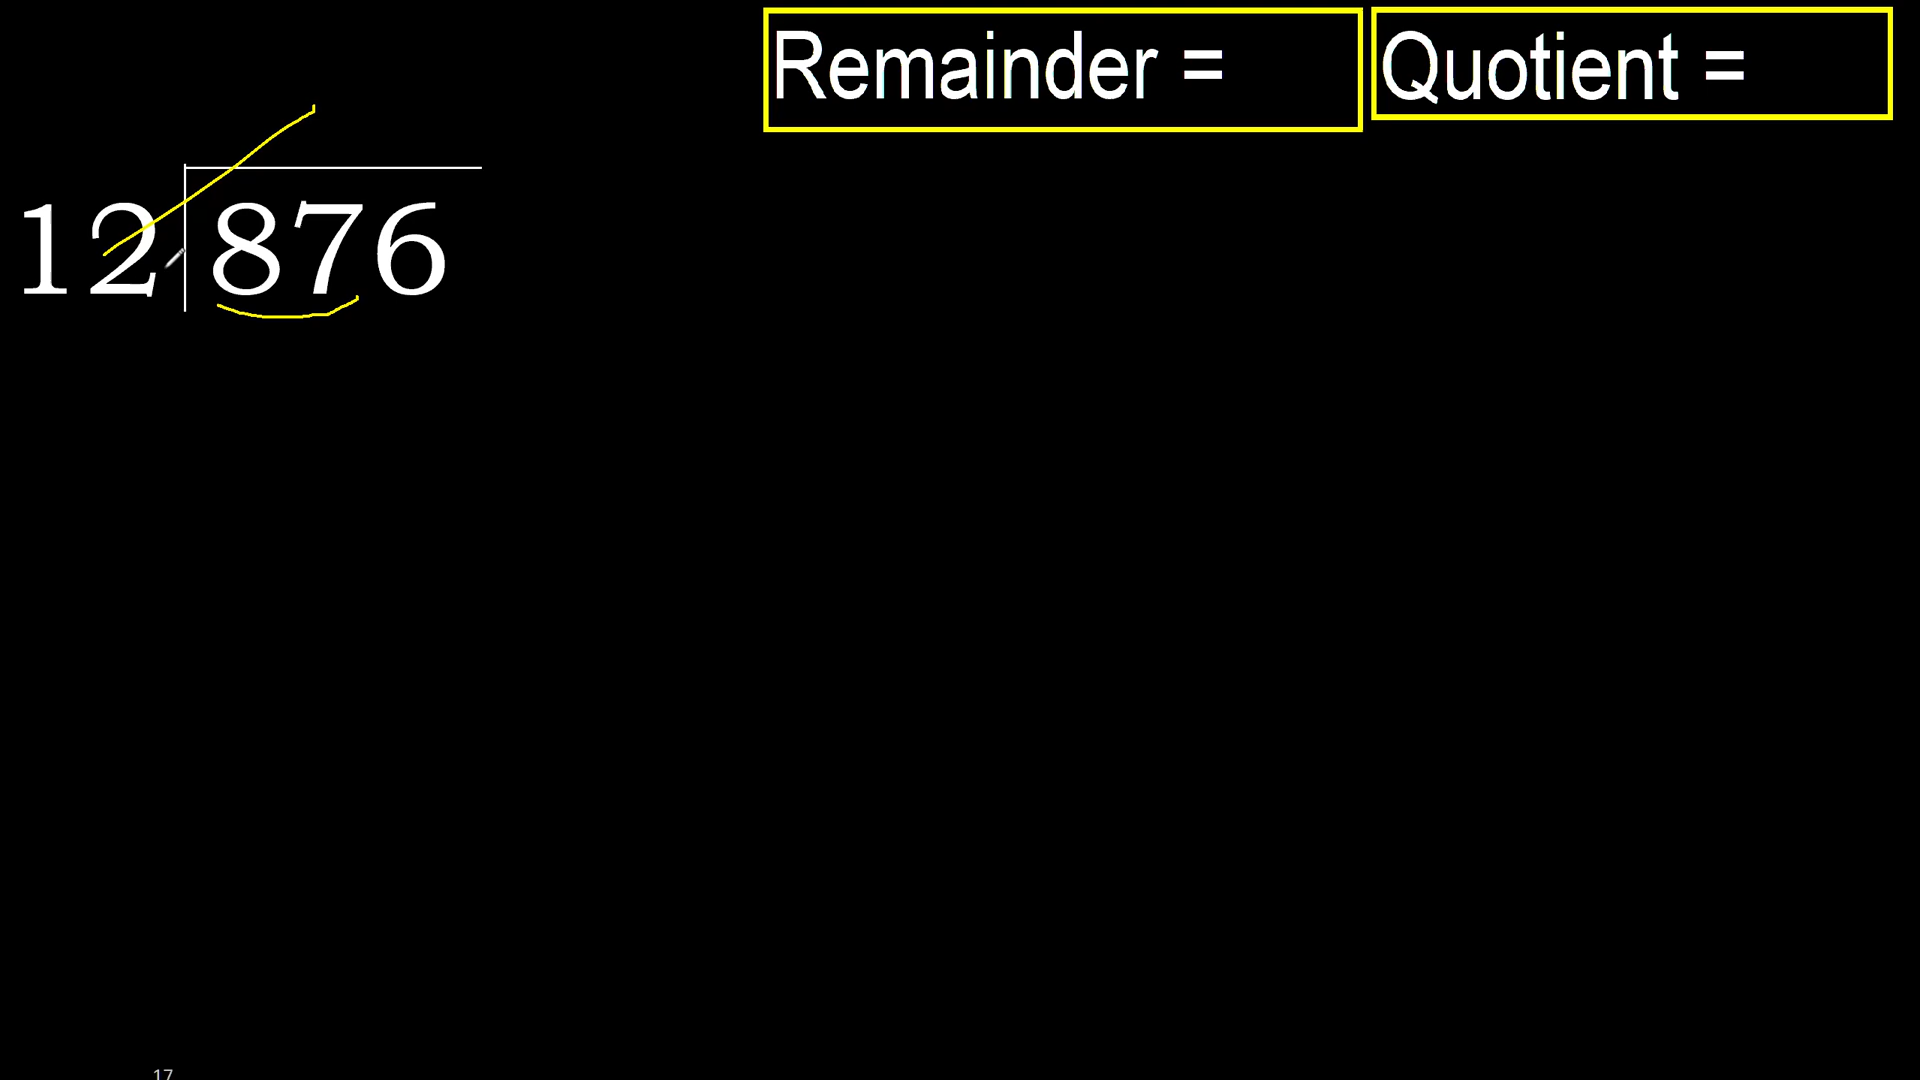 Remainder = Quotient =
12 876
17